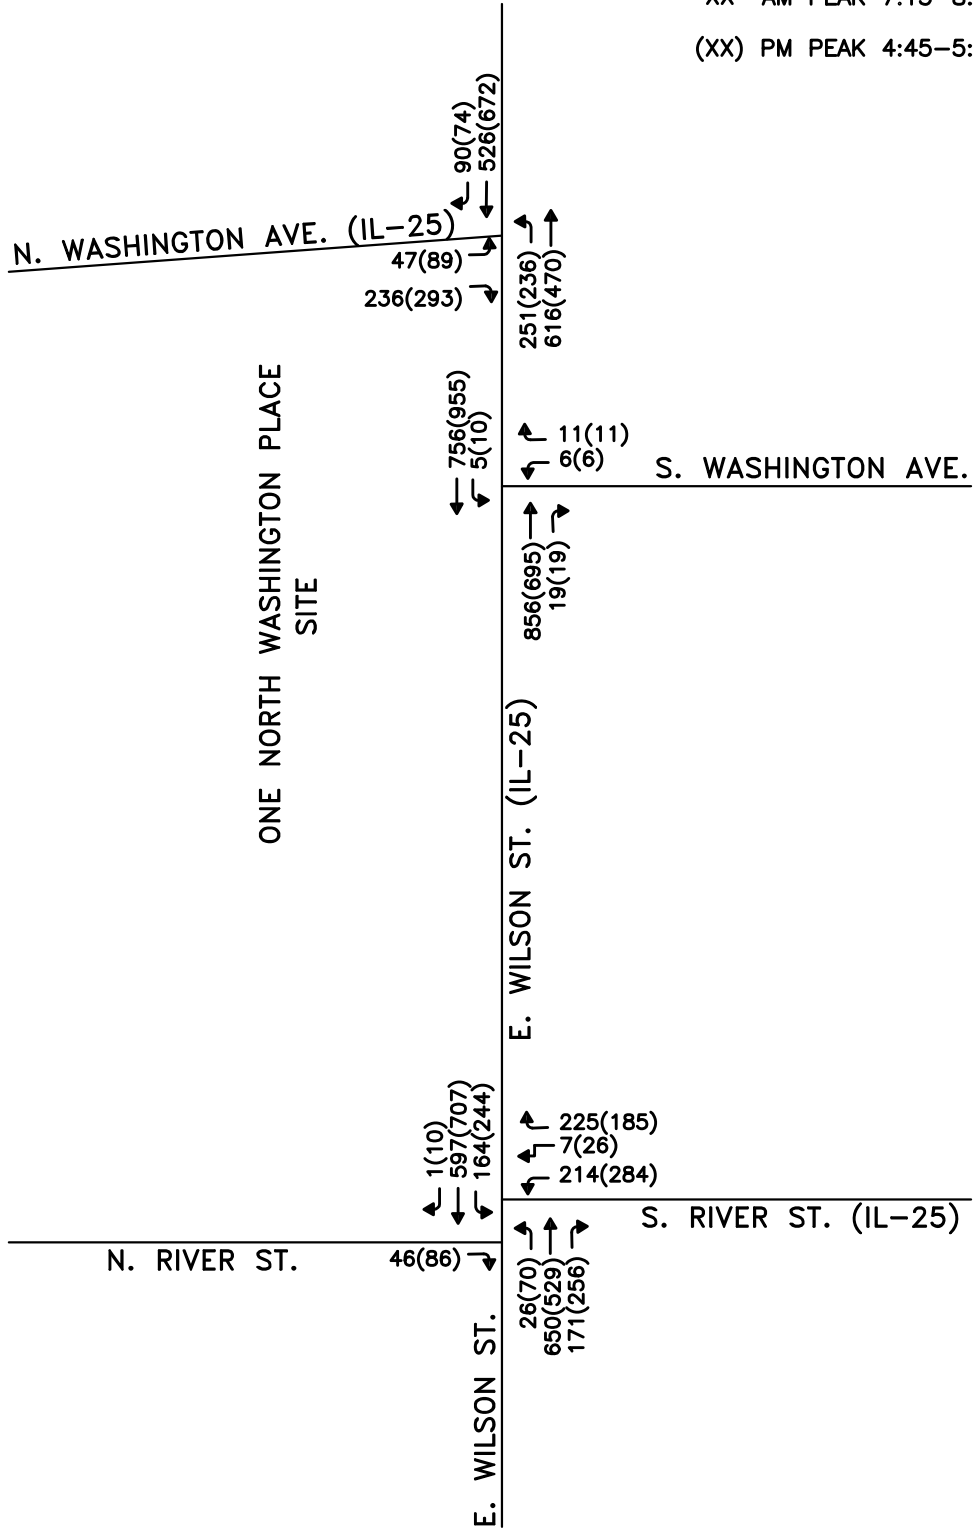 XX AM PEAK 7:15-8:
(XX) PM PEAK 4:45-5:
90(74)
526(672)
N. WASHINGTON AVE. (IL-25)
47(89)
236(293)
251(236)
616(470)
ONE NORTH WASHINGTON PLACE
SITE
756(955)
5(10)
11(11)
6(6)
S. WASHINGTON AVE.
856(695)
19(19)
E. WILSON ST. (IL-25)
1(10)
597(707)
164(244)
225(185)
7(26)
214(284)
S. RIVER ST. (IL-25)
N. RIVER ST.
46(86)
26(70)
650(529)
171(256)
E. WILSON ST.